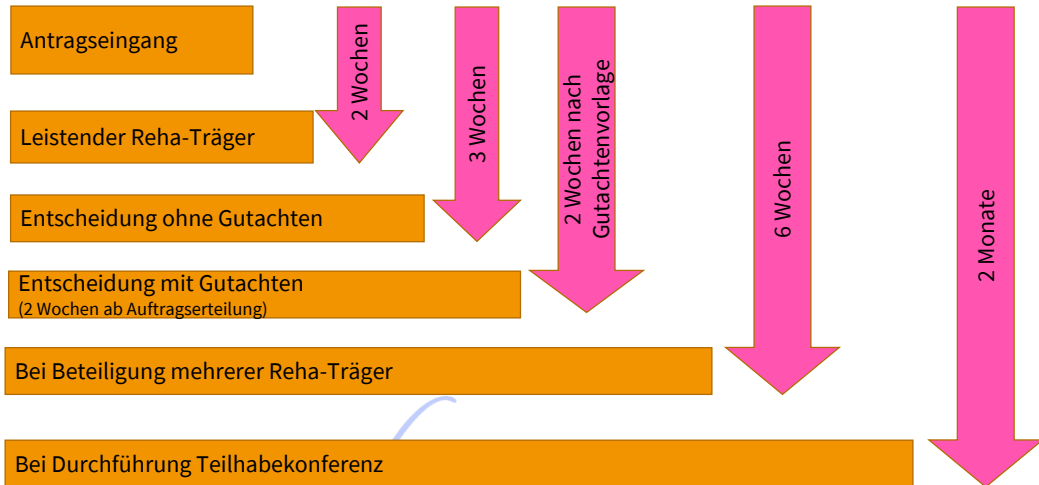 Antragseingang
2 Wochen
Leistender Reha-Träger
3 Wochen
Entscheidung ohne Gutachten
2 Wochen nach
Gutachtenvorlage
Entscheidung mit Gutachten
(2 Wochen ab Auftragserteilung)
6 Wochen
Bei Beteiligung mehrerer Reha-Träger
2 Monate
Bei Durchführung Teilhabekonferenz